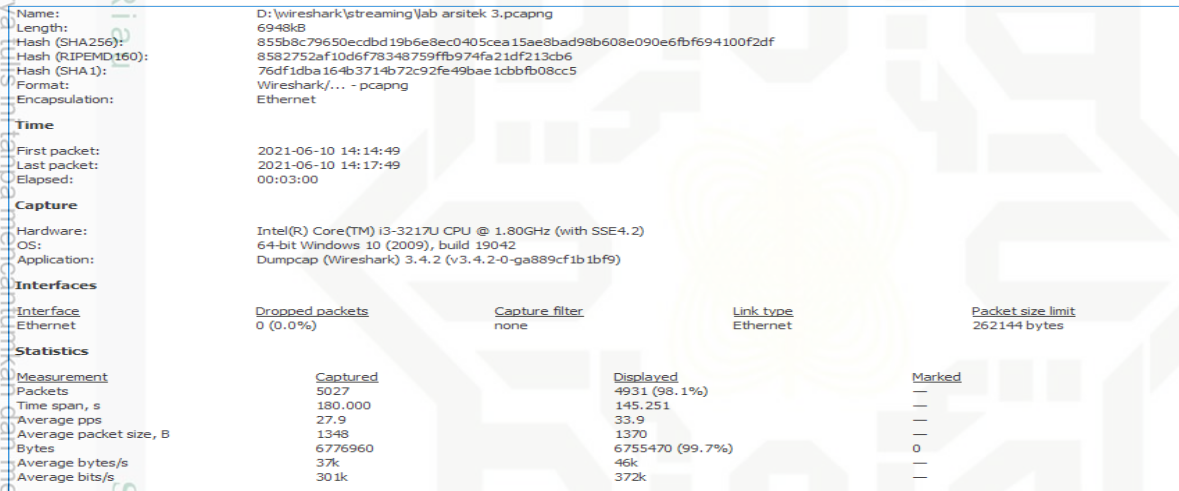 Name: D:\wireshark\streaming\lab arsitek 3.pcapng
Length: 6948kB
Hash (SHA256): 855b8c79650ecdbd19b6e8ec0405cea15ae8bad98b608e090e6fbf694100f2df
Hash (RIPEMD160): 8582752af10d6f78348759ffb974fa21df213cb6
Hash (SHA1): 76df1dba164b3714b72c92fe49bae1cbbfb08cc5
Format: Wireshark/... - pcapng
Encapsulation: Ethernet
Time
First packet: 2021-06-10 14:14:49
Last packet: 2021-06-10 14:17:49
Elapsed: 00:03:00
Capture
Hardware: Intel(R) Core(TM) i3-3217U CPU @ 1.80GHz (with SSE4.2)
OS: 64-bit Windows 10 (2009), build 19042
Application: Dumpcap (Wireshark) 3.4.2 (v3.4.2-0-ga889cf1b1bf9)
Interfaces
Interface Dropped packets Capture filter Link type Packet size limit
Ethernet 0 (0.0%) none Ethernet 262144 bytes
Statistics
Measurement Captured Displayed Marked
Packets 5027 4931 (98.1%) —
Time span, s 180.000 145.251 —
Average pps 27.9 33.9 —
Average packet size, B 1348 1370 —
Bytes 6776960 6755470 (99.7%) 0
Average bytes/s 37k 46k —
Average bits/s 301k 372k —
tulis ini tanpa mencantumkan dan
Riau